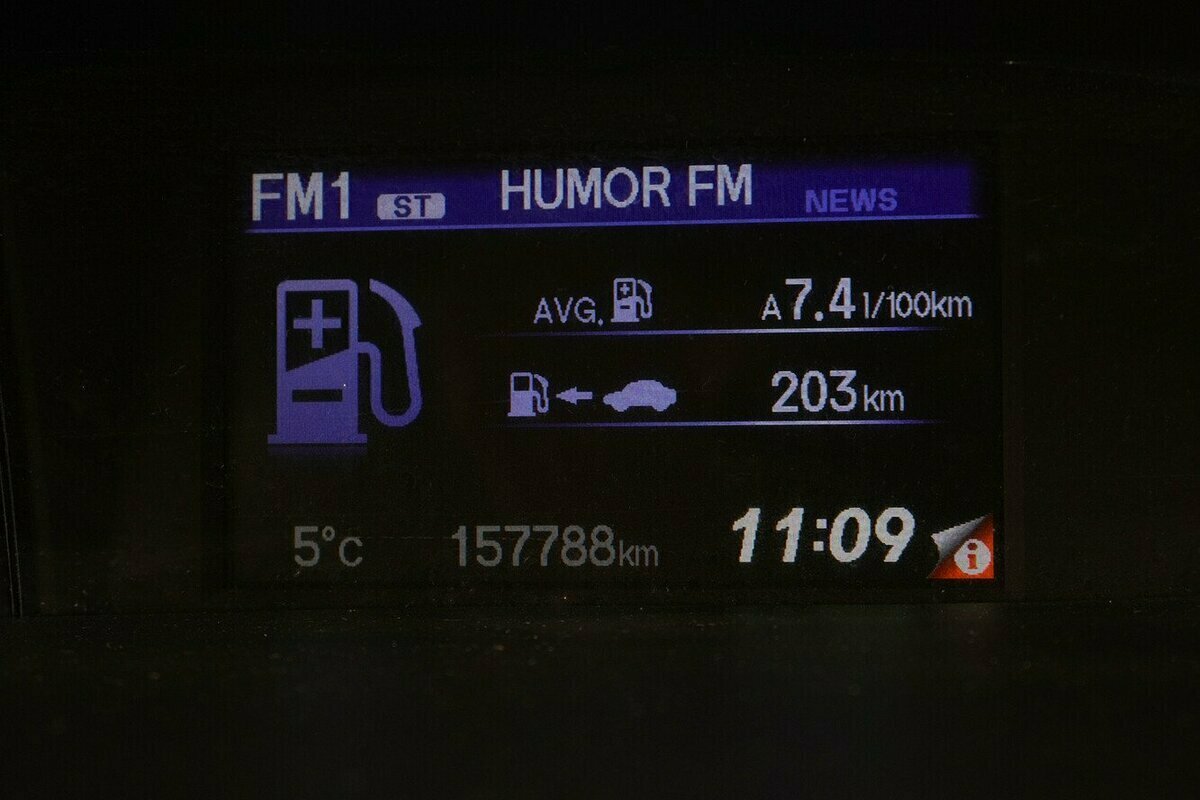 FM1 ST HUMOR FM NEWS
AVG. A 7.4 l/100km
203 km
5°C 157788 km 11:09 i